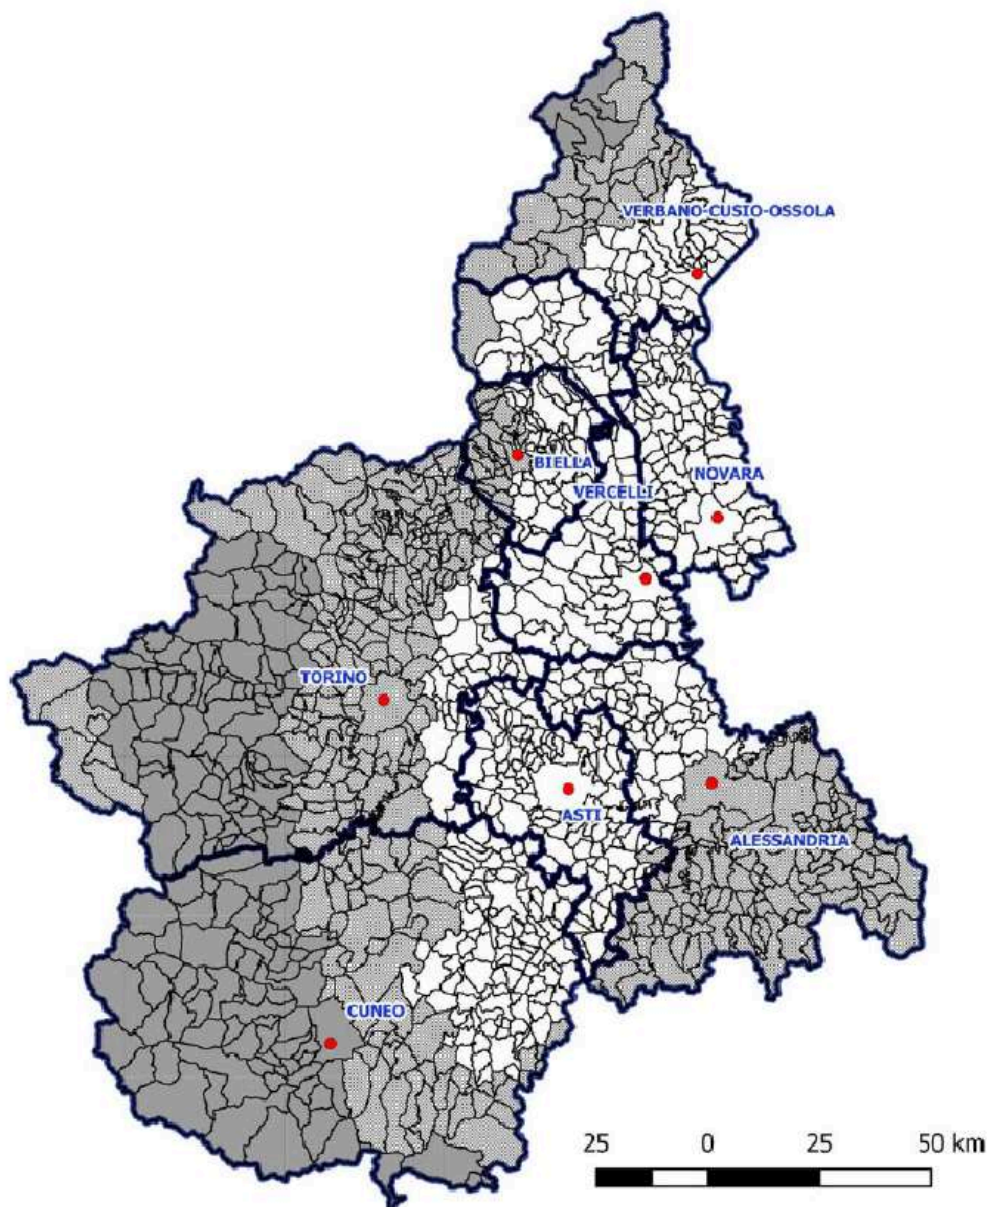 VERBANO-CUSIO-OSSOLA
BIELLA
NOVARA
VERCELLI
TORINO
ASTI
ALESSANDRIA
CUNEO
25 0 25 50 km